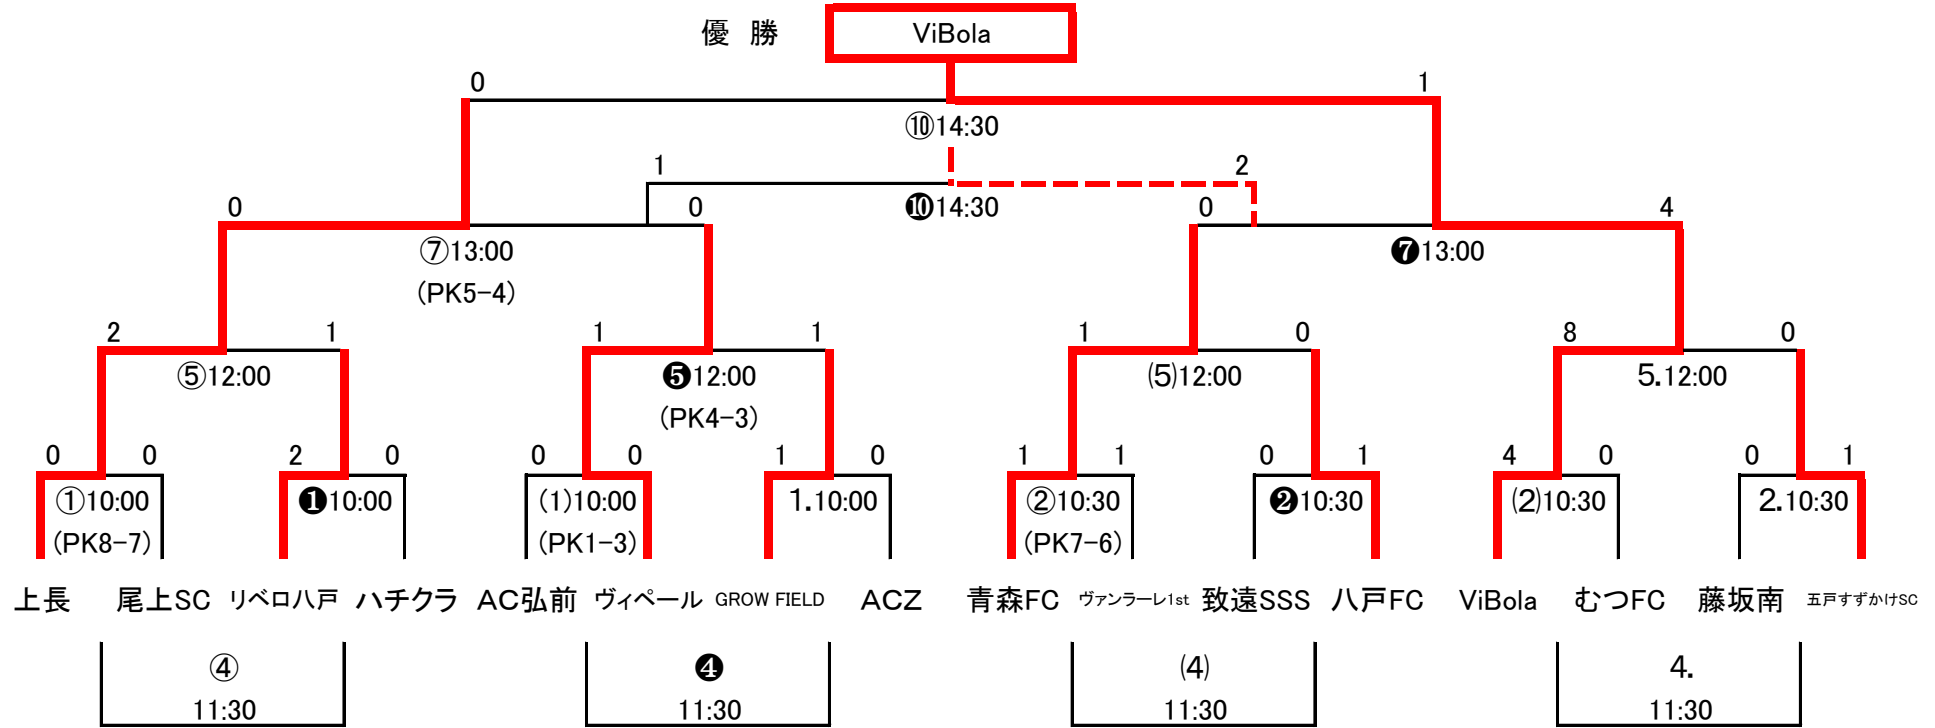 優 勝 ViBola
0 1
⑩14:30
1 2
0 0 ❿14:30 0 4
⑦13:00 ❼13:00
(PK5-4)
2 1 1 1 1 0 8 0
⑤12:00 ❺12:00 (5)12:00 5.12:00
(PK4-3)
0 0 2 0 0 0 1 0 1 1 0 1 4 0 0 1
①10:00 ❶10:00 (1)10:00 1.10:00 ②10:30 ❷10:30 (2)10:30 2.10:30
(PK8-7) (PK1-3) (PK7-6)
上長 尾上SC リベロ八戸 ハチクラ AC弘前 ヴィペール GROW FIELD ACZ 青森FC ヴァンラーレ1st 致遠SSS 八戸FC ViBola むつFC 藤坂南 五戸すずかけSC
④ ❹ (4) 4.
11:30 11:30 11:30 11:30